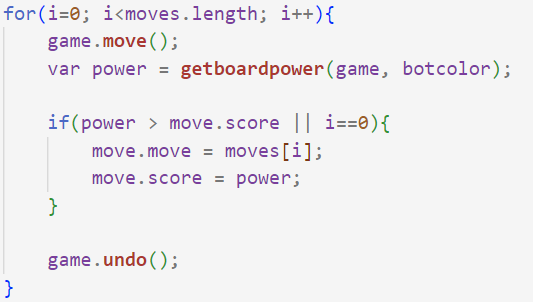 for(i=0; i<moves.length; i++){
game.move();
var power = getboardpower(game, botcolor);
if(power > move.score || i==0){
move.move = moves[i];
move.score = power;
}
game.undo();
}